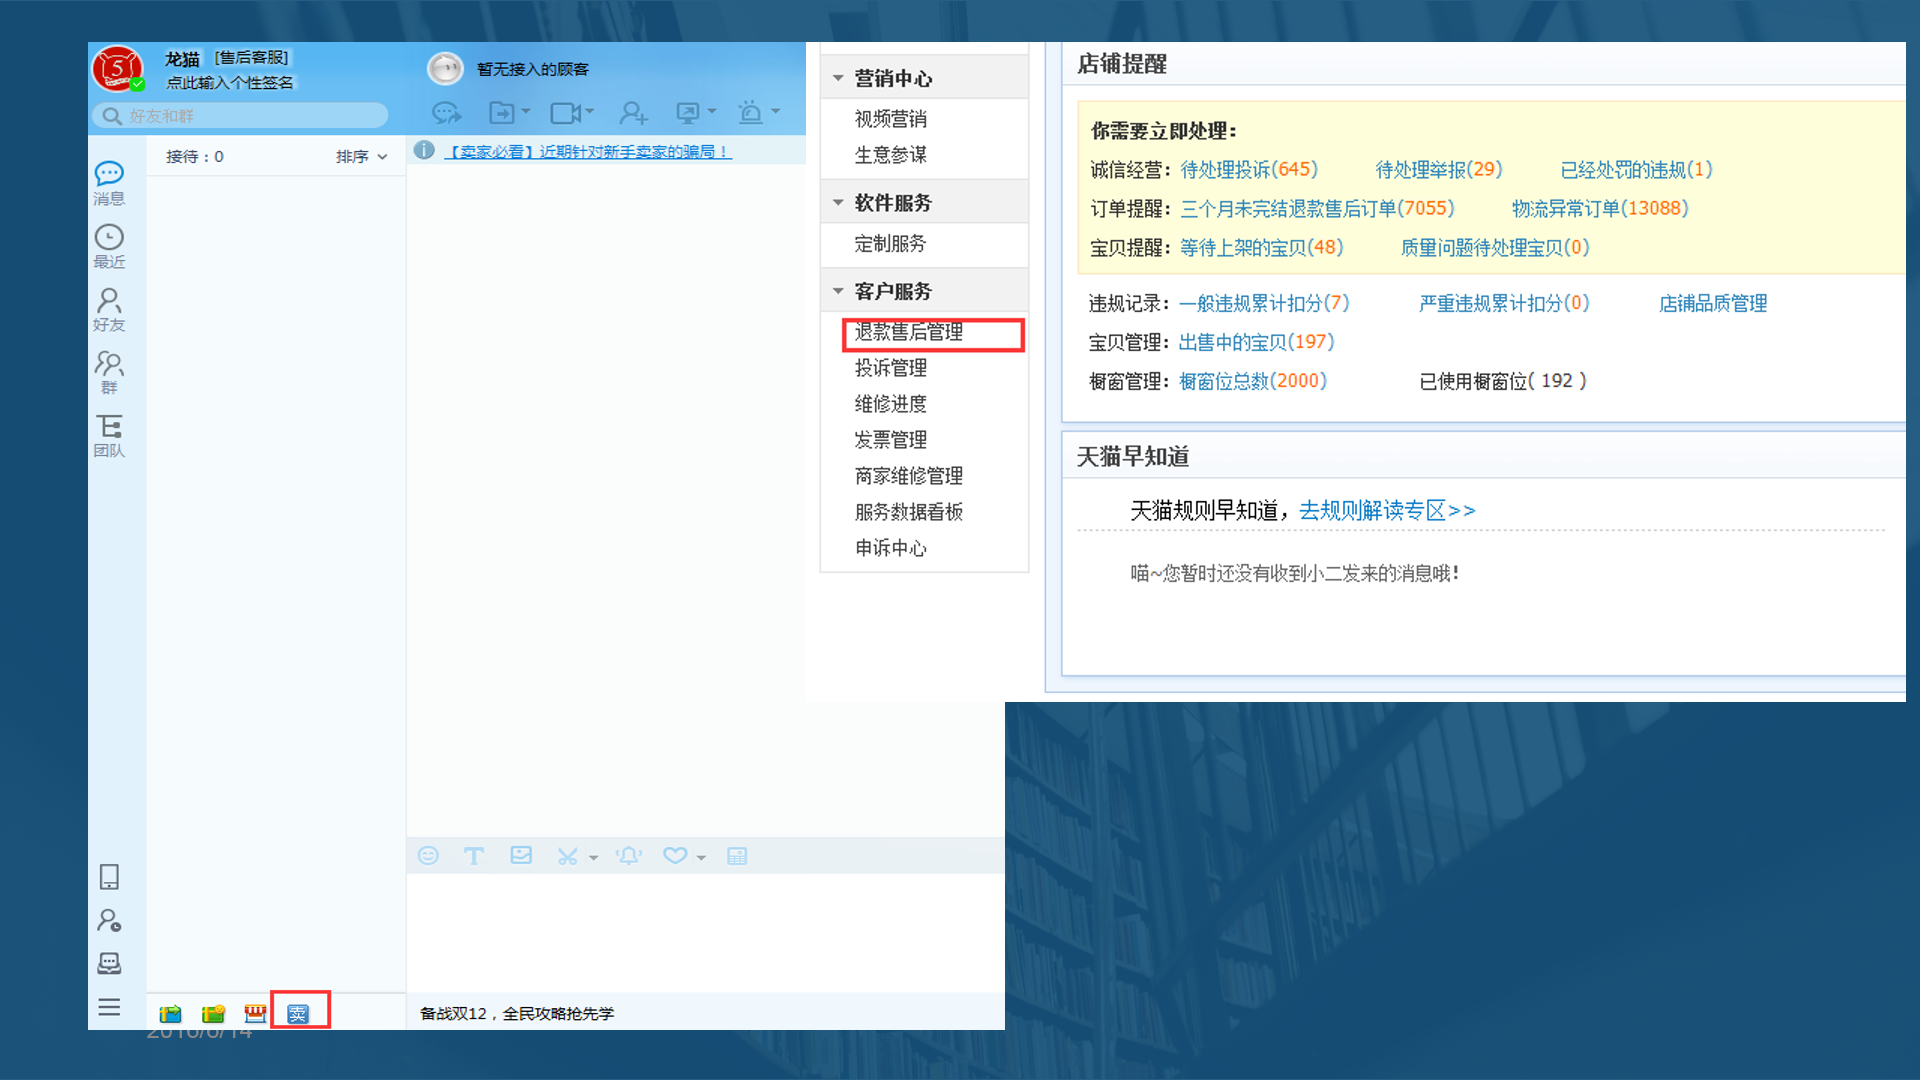 龙猫 [售后客服]
点此输入个性签名
好友和群
暂无接入的顾客
接待：0 排序
【卖家必看】近期针对新手卖家的骗局！
消息
最近
好友
群
团队
卖
备战双12，全民攻略抢先学
2016/6/14
营销中心
视频营销
生意参谋
软件服务
定制服务
客户服务
退款售后管理
投诉管理
维修进度
发票管理
商家维修管理
服务数据看板
申诉中心
店铺提醒
你需要立即处理：
诚信经营：待处理投诉(645) 待处理举报(29) 已经处罚的违规(1)
订单提醒：三个月未完结退款售后订单(7055) 物流异常订单(13088)
宝贝提醒：等待上架的宝贝(48) 质量问题待处理宝贝(0)
违规记录：一般违规累计扣分(7) 严重违规累计扣分(0) 店铺品质管理
宝贝管理：出售中的宝贝(197)
橱窗管理：橱窗位总数(2000) 已使用橱窗位( 192 )
天猫早知道
天猫规则早知道，去规则解读专区>>
喵~您暂时还没有收到小二发来的消息哦!